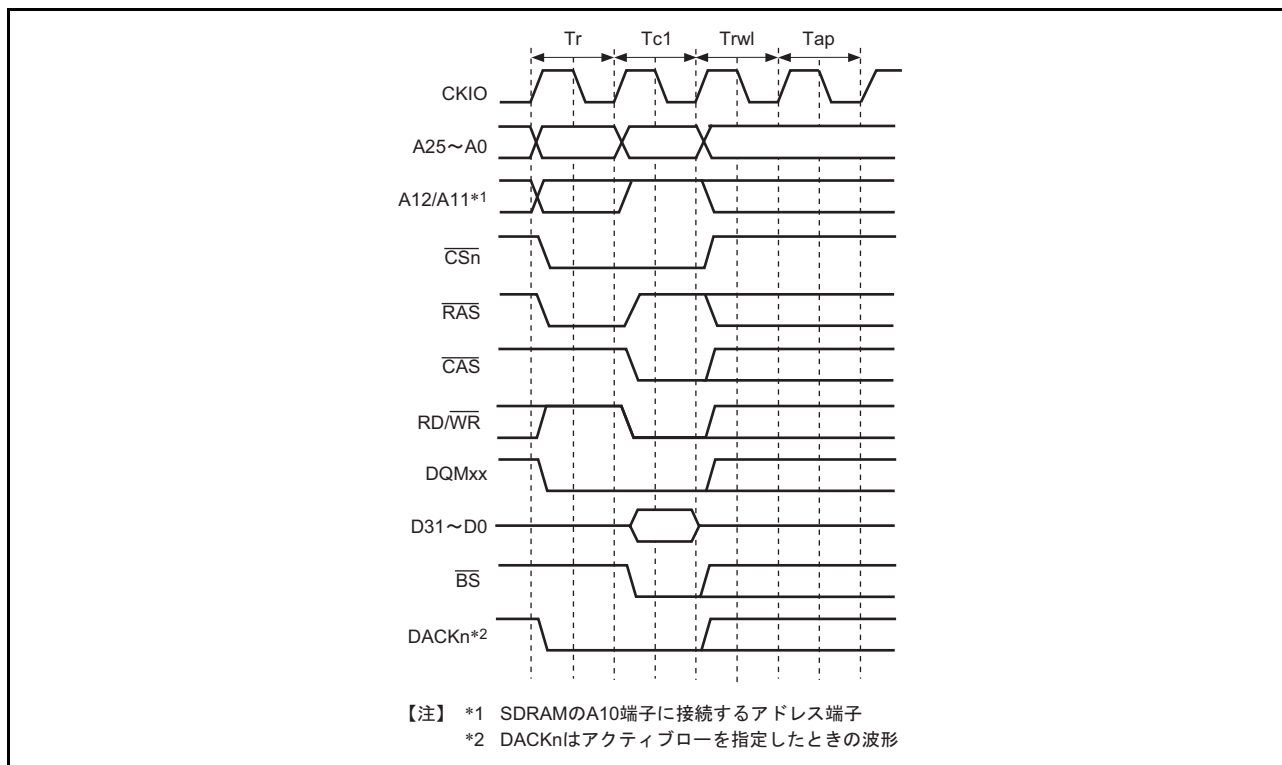 Tr Tc1 Trwl Tap
CKIO
A25～A0
A12/A11*1
CSn
RAS
CAS
RD/WR
DQMxx
D31～D0
BS
DACKn*2
【注】 *1 SDRAMのA10端子に接続するアドレス端子
*2 DACKnはアクティブローを指定したときの波形